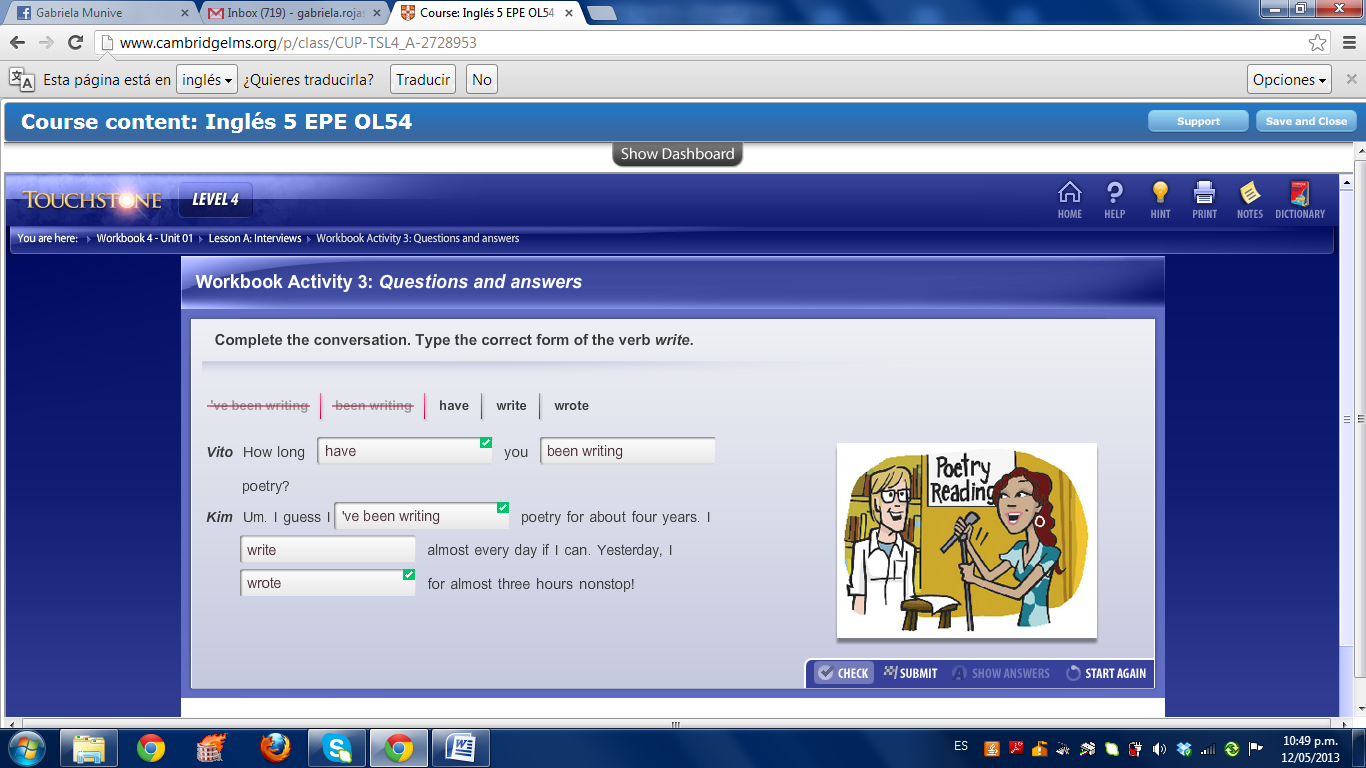 Gabriela Munive
Inbox (719) - gabriela.roja
Course: Inglés 5 EPE OL54
www.cambridgelms.org/p/class/CUP-TSL4_A-2728953
Esta página está en inglés ¿Quieres traducirla? Traducir No Opciones
Course content: Inglés 5 EPE OL54 Support Save and Close
Show Dashboard
TOUCHSTONE LEVEL 4 HOME HELP HINT PRINT NOTES DICTIONARY
You are here: Workbook 4 - Unit 01 Lesson A: Interviews Workbook Activity 3: Questions and answers
Workbook Activity 3: Questions and answers
Complete the conversation. Type the correct form of the verb write.
've been writing been writing have write wrote
Vito How long have you been writing
poetry?
Kim Um. I guess I 've been writing poetry for about four years. I
write almost every day if I can. Yesterday, I
wrote for almost three hours nonstop!
Poetry
Reading
CHECK SUBMIT SHOW ANSWERS START AGAIN
ES 10:49 p.m.
12/05/2013